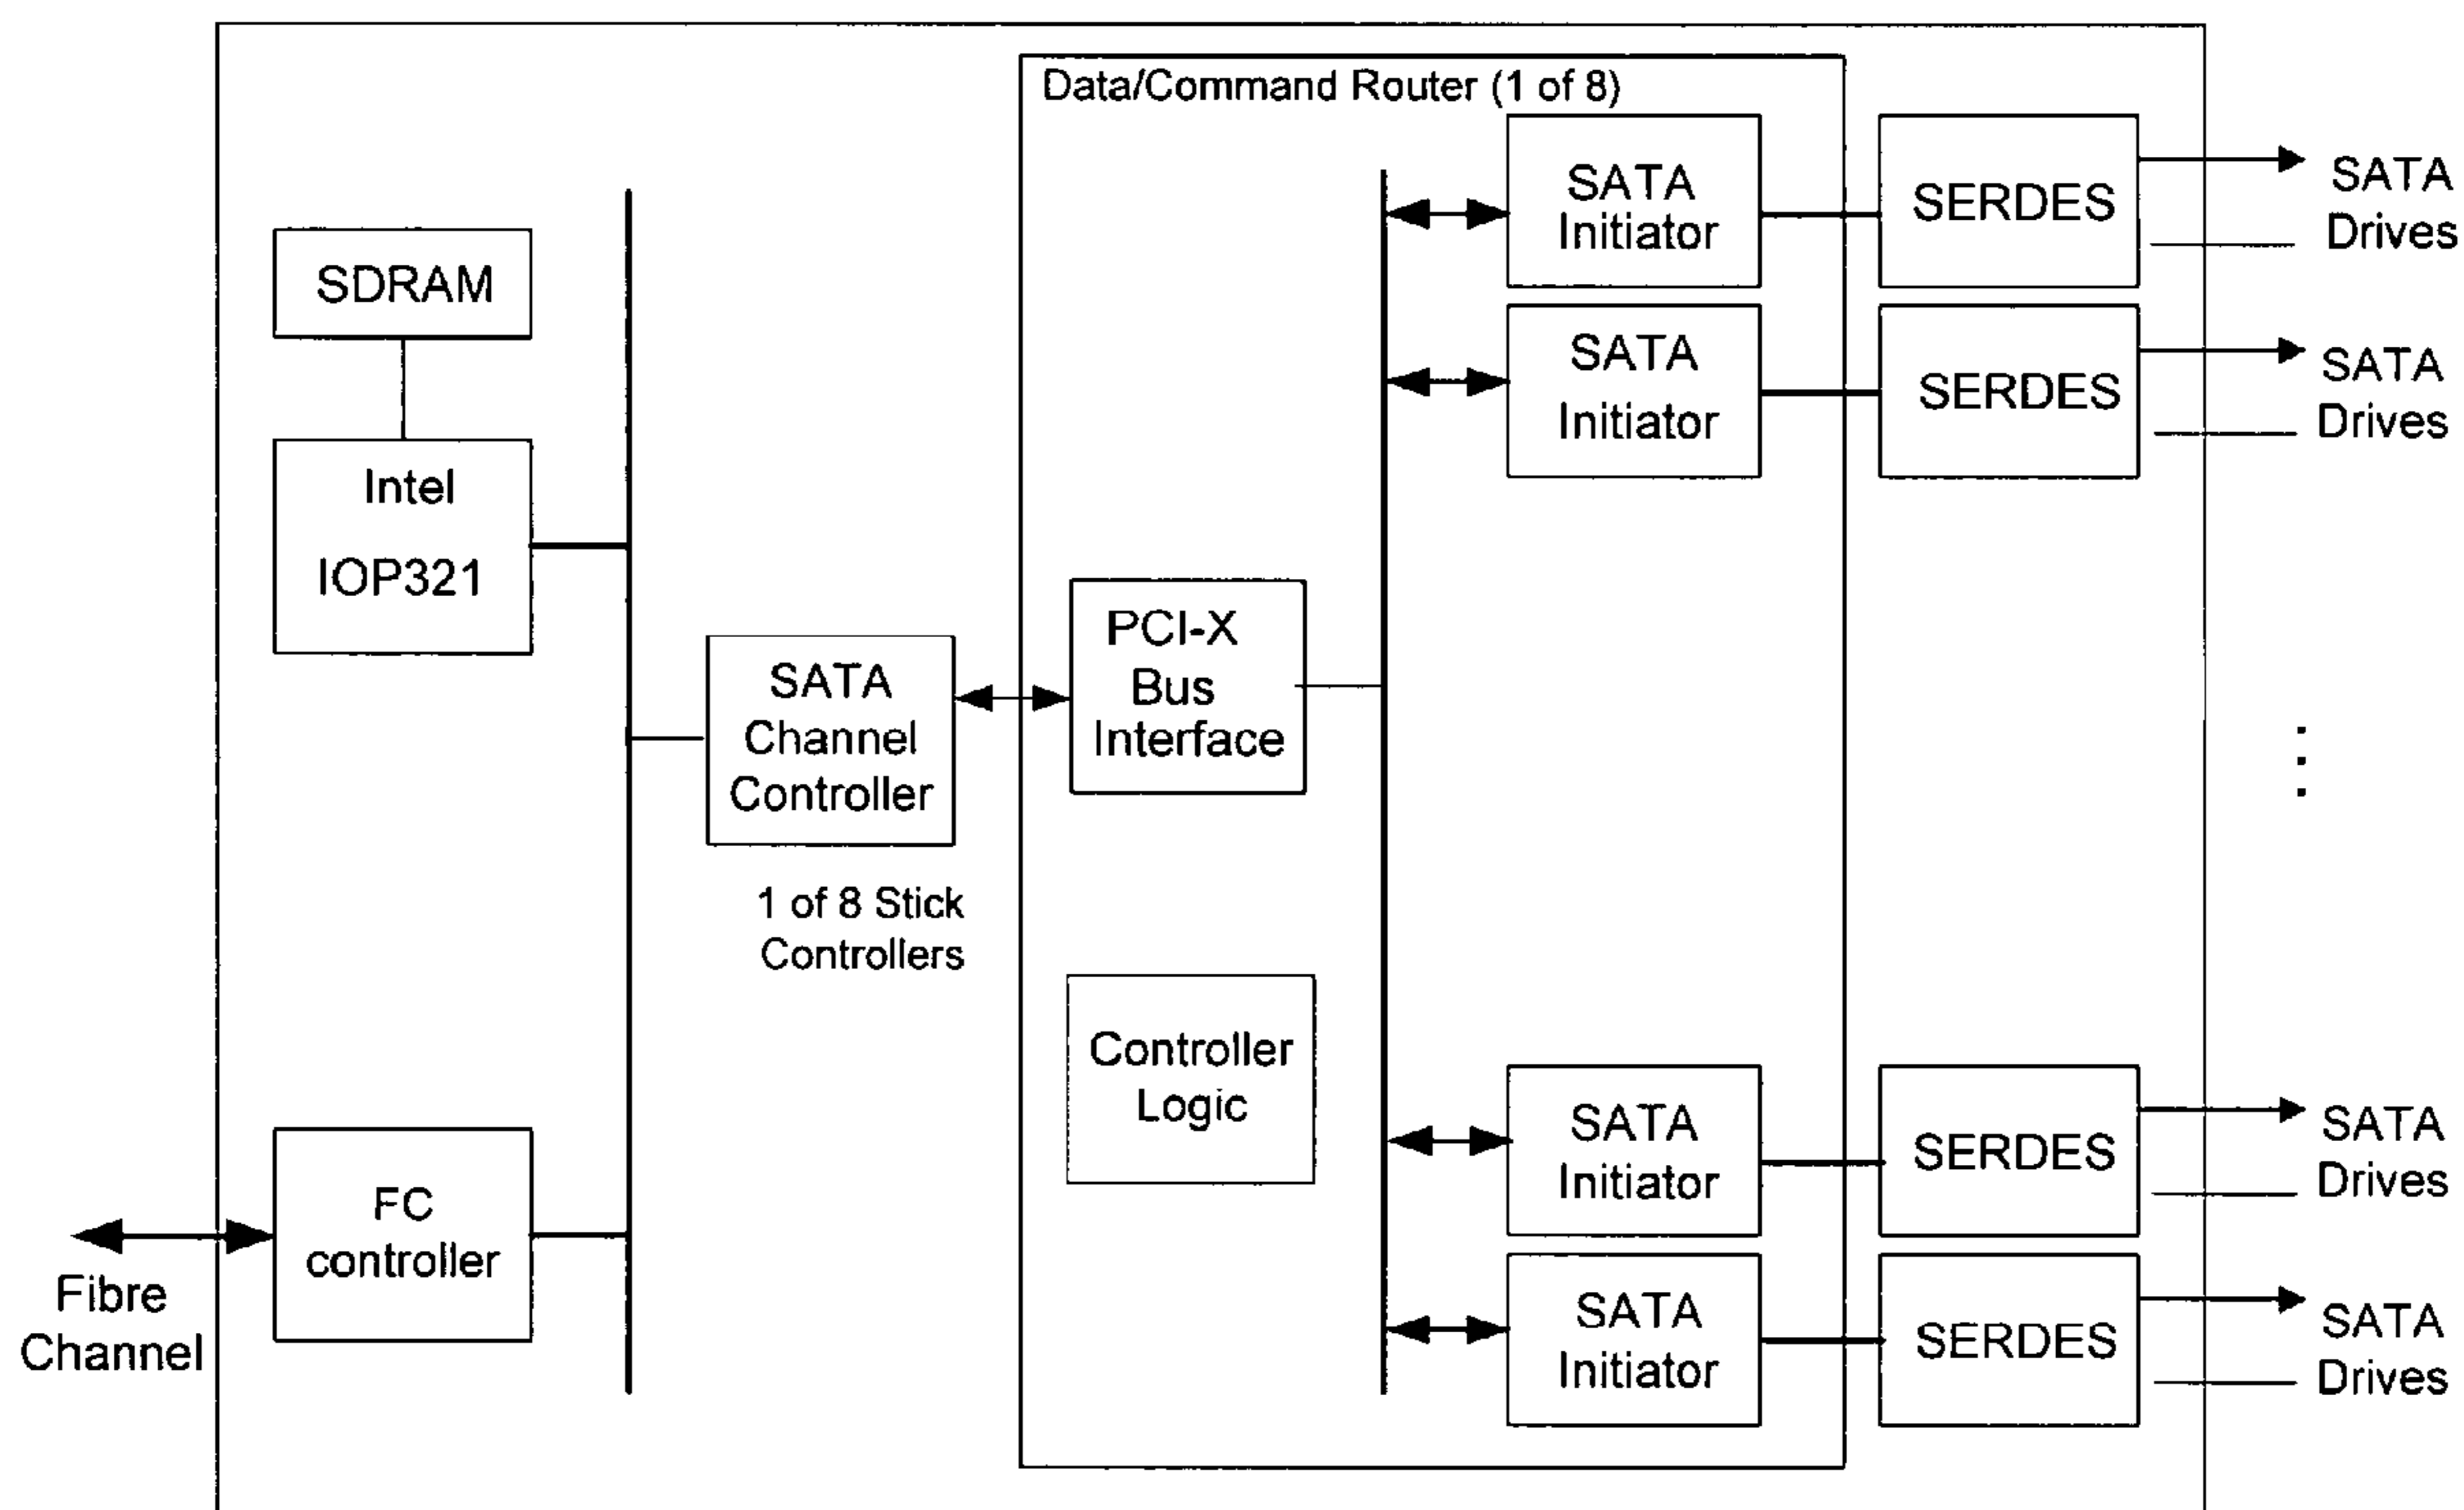 Data/Command Router (1 of 8)
SATA
Initiator
SERDES
SATA
Drives
SDRAM
SATA
Initiator
SERDES
SATA
Drives
Intel
IOP321
SATA
Channel
Controller
PCI-X
Bus
Interface
1 of 8 Stick
Controllers
Controller
Logic
SATA
Initiator
SERDES
SATA
Drives
FC
controller
Fibre
Channel
SATA
Initiator
SERDES
SATA
Drives